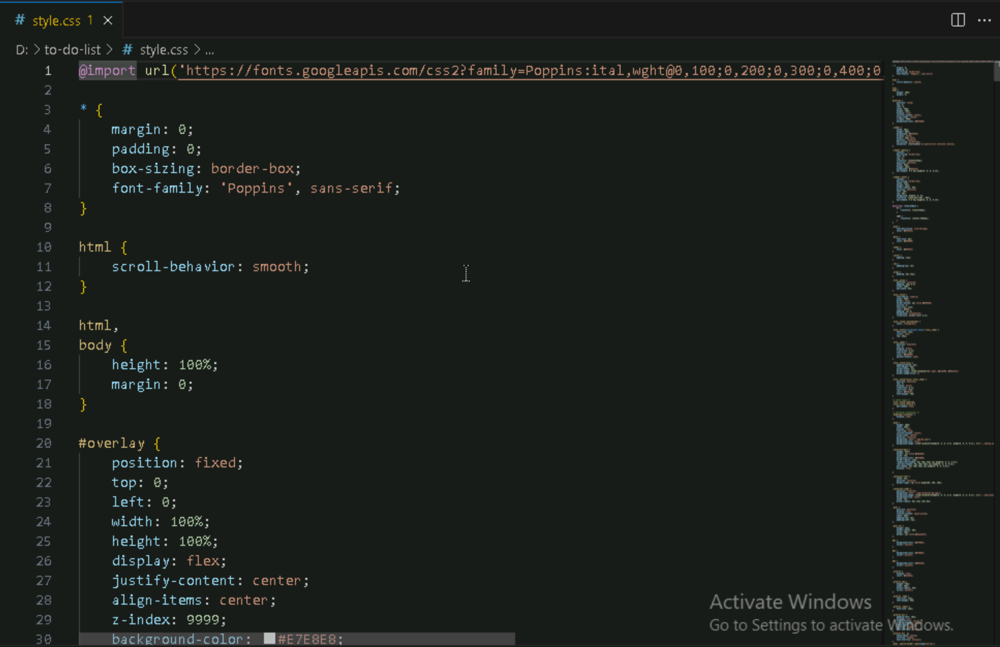 # style.css 1 ×
D: > to-do-list > # style.css > ...
1 @import url('https://fonts.googleapis.com/css2?family=Poppins:ital,wght@0,100;0,200;0,300;0,400;0
2
3 * {
4     margin: 0;
5     padding: 0;
6     box-sizing: border-box;
7     font-family: 'Poppins', sans-serif;
8 }
9
10 html {
11     scroll-behavior: smooth;
12 }
13
14 html,
15 body {
16     height: 100%;
17     margin: 0;
18 }
19
20 #overlay {
21     position: fixed;
22     top: 0;
23     left: 0;
24     width: 100%;
25     height: 100%;
26     display: flex;
27     justify-content: center;
28     align-items: center;
29     z-index: 9999;
30     background-color: #E7E8E8;
Activate Windows
Go to Settings to activate Windows.